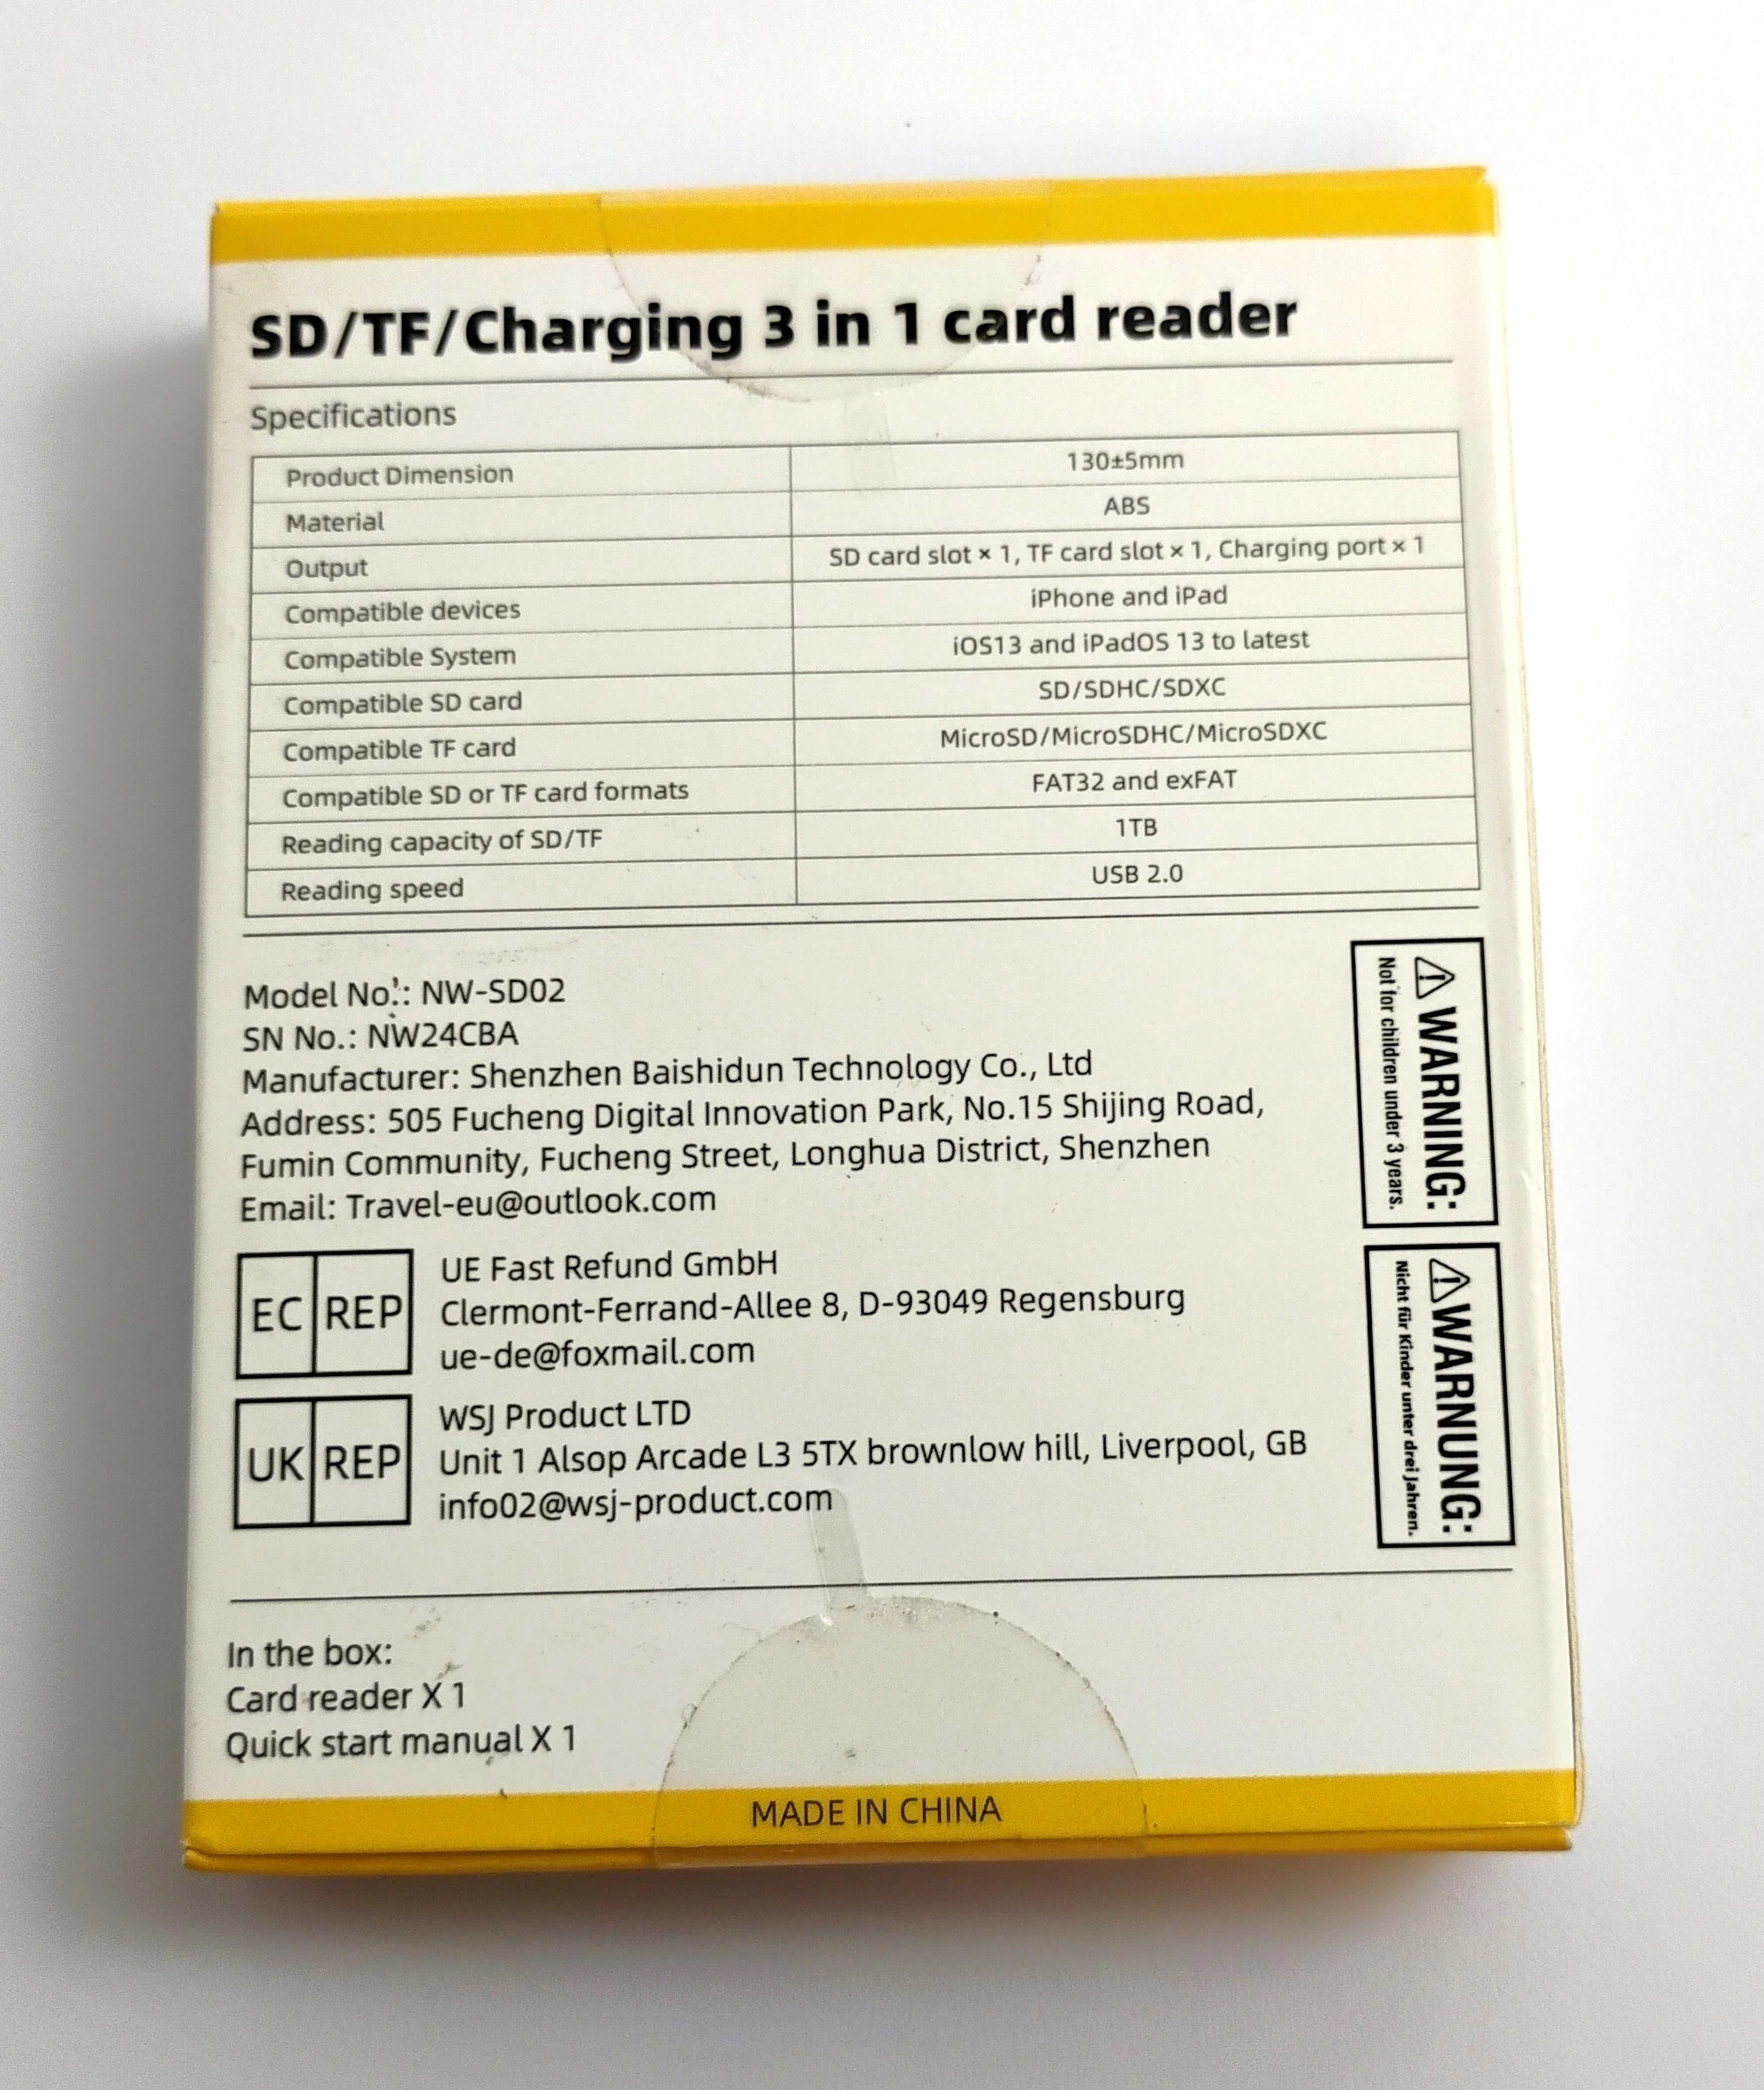 SD/TF/Charging 3 in 1 card reader
Specifications
Product Dimension 130±5mm
Material ABS
Output SD card slot × 1, TF card slot × 1, Charging port × 1
Compatible devices iPhone and iPad
Compatible System iOS13 and iPadOS 13 to latest
Compatible SD card SD/SDHC/SDXC
Compatible TF card MicroSD/MicroSDHC/MicroSDXC
Compatible SD or TF card formats FAT32 and exFAT
Reading capacity of SD/TF 1TB
Reading speed USB 2.0
Model No.: NW-SD02
SN No.: NW24CBA
Manufacturer: Shenzhen Baishidun Technology Co., Ltd
Address: 505 Fucheng Digital Innovation Park, No.15 Shijing Road,
Fumin Community, Fucheng Street, Longhua District, Shenzhen
Email: Travel-eu@outlook.com
EC REP
UE Fast Refund GmbH
Clermont-Ferrand-Allee 8, D-93049 Regensburg
ue-de@foxmail.com
UK REP
WSJ Product LTD
Unit 1 Alsop Arcade L3 5TX brownlow hill, Liverpool, GB
info02@wsj-product.com
⚠ WARNING:
Not for children under 3 years.
⚠ WARNUNG:
Nicht für Kinder unter drei Jahren.
In the box:
Card reader X 1
Quick start manual X 1
MADE IN CHINA